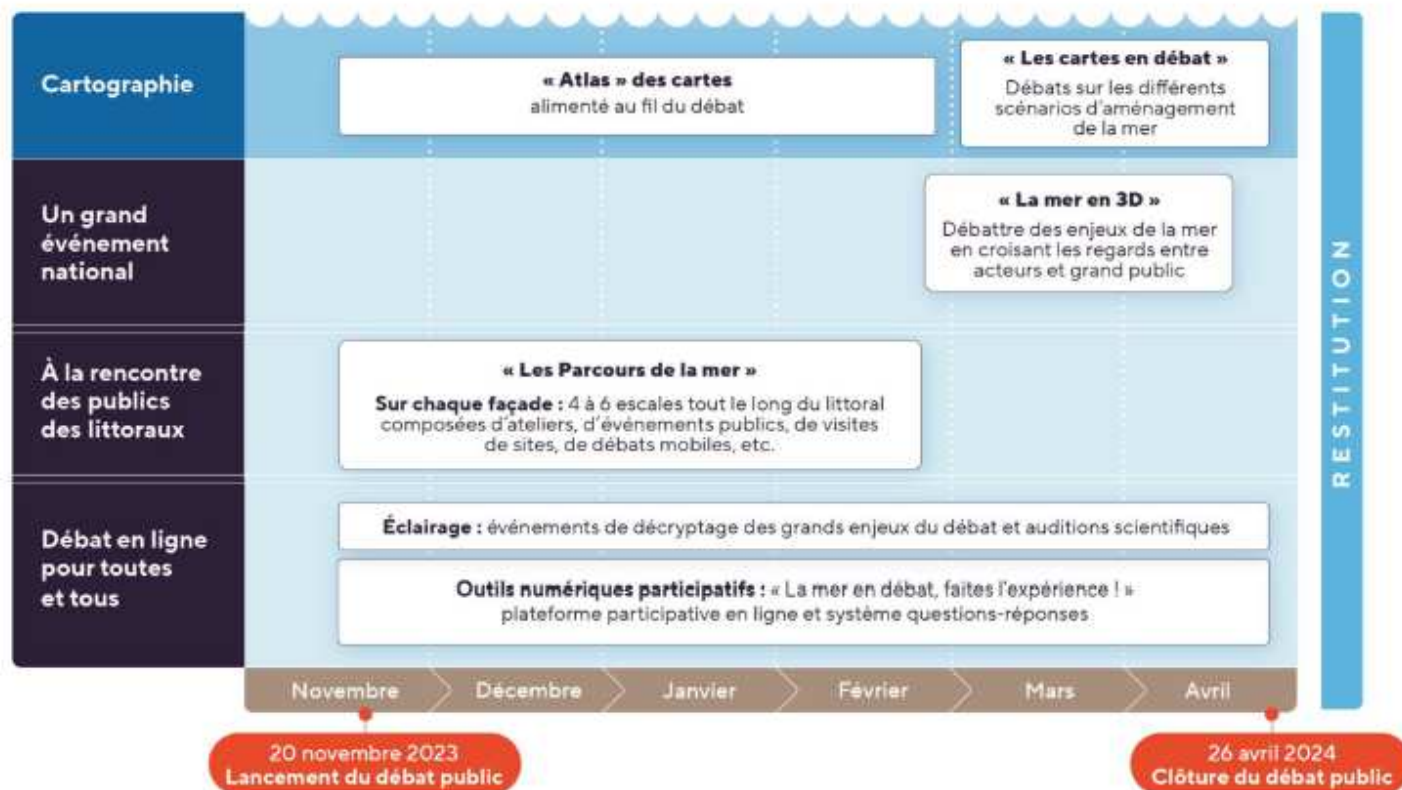 Cartographie
« Atlas » des cartes
alimenté au fil du débat
« Les cartes en débat »
Débats sur les différents
scénarios d'aménagement
de la mer
Un grand
événement
national
« La mer en 3D »
Débattre des enjeux de la mer
en croisant les regards entre
acteurs et grand public
À la rencontre
des publics
des littoraux
« Les Parcours de la mer »
Sur chaque façade : 4 à 6 escales tout le long du littoral
composées d'ateliers, d'événements publics, de visites
de sites, de débats mobiles, etc.
Débat en ligne
pour toutes
et tous
Éclairage : événements de décryptage des grands enjeux du débat et auditions scientifiques
Outils numériques participatifs : « La mer en débat, faites l'expérience ! »
plateforme participative en ligne et système questions-réponses
Novembre
Décembre
Janvier
Février
Mars
Avril
20 novembre 2023
Lancement du débat public
26 avril 2024
Clôture du débat public
RESTITUTION